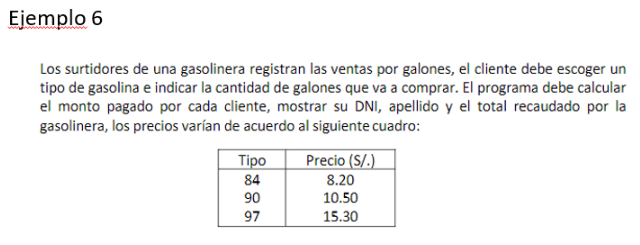 Ejemplo 6
Los surtidores de una gasolinera registran las ventas por galones, el cliente debe escoger un
tipo de gasolina e indicar la cantidad de galones que va a comprar. El programa debe calcular
el monto pagado por cada cliente, mostrar su DNI, apellido y el total recaudado por la
gasolinera, los precios varían de acuerdo al siguiente cuadro:
Tipo Precio (S/.)
84 8.20
90 10.50
97 15.30